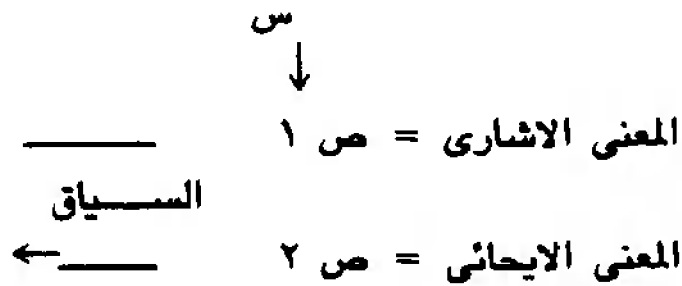 س
المعنى الاشارى = ص ١
السياق
المعنى الايحائى = ص ٢